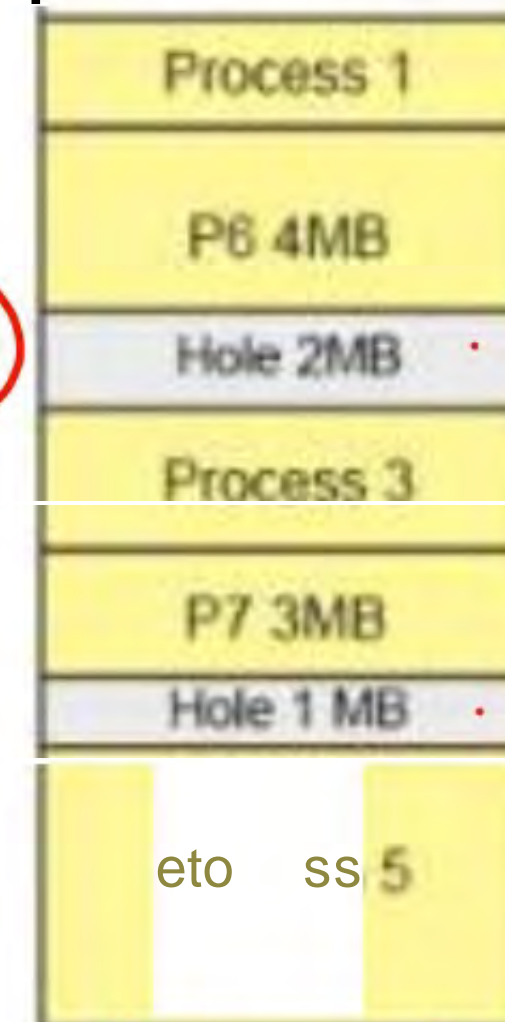 Process 1
P6 4MB
Hole 2MB
Process 3
P7 3MB
Hole 1 MB
eto ss 5